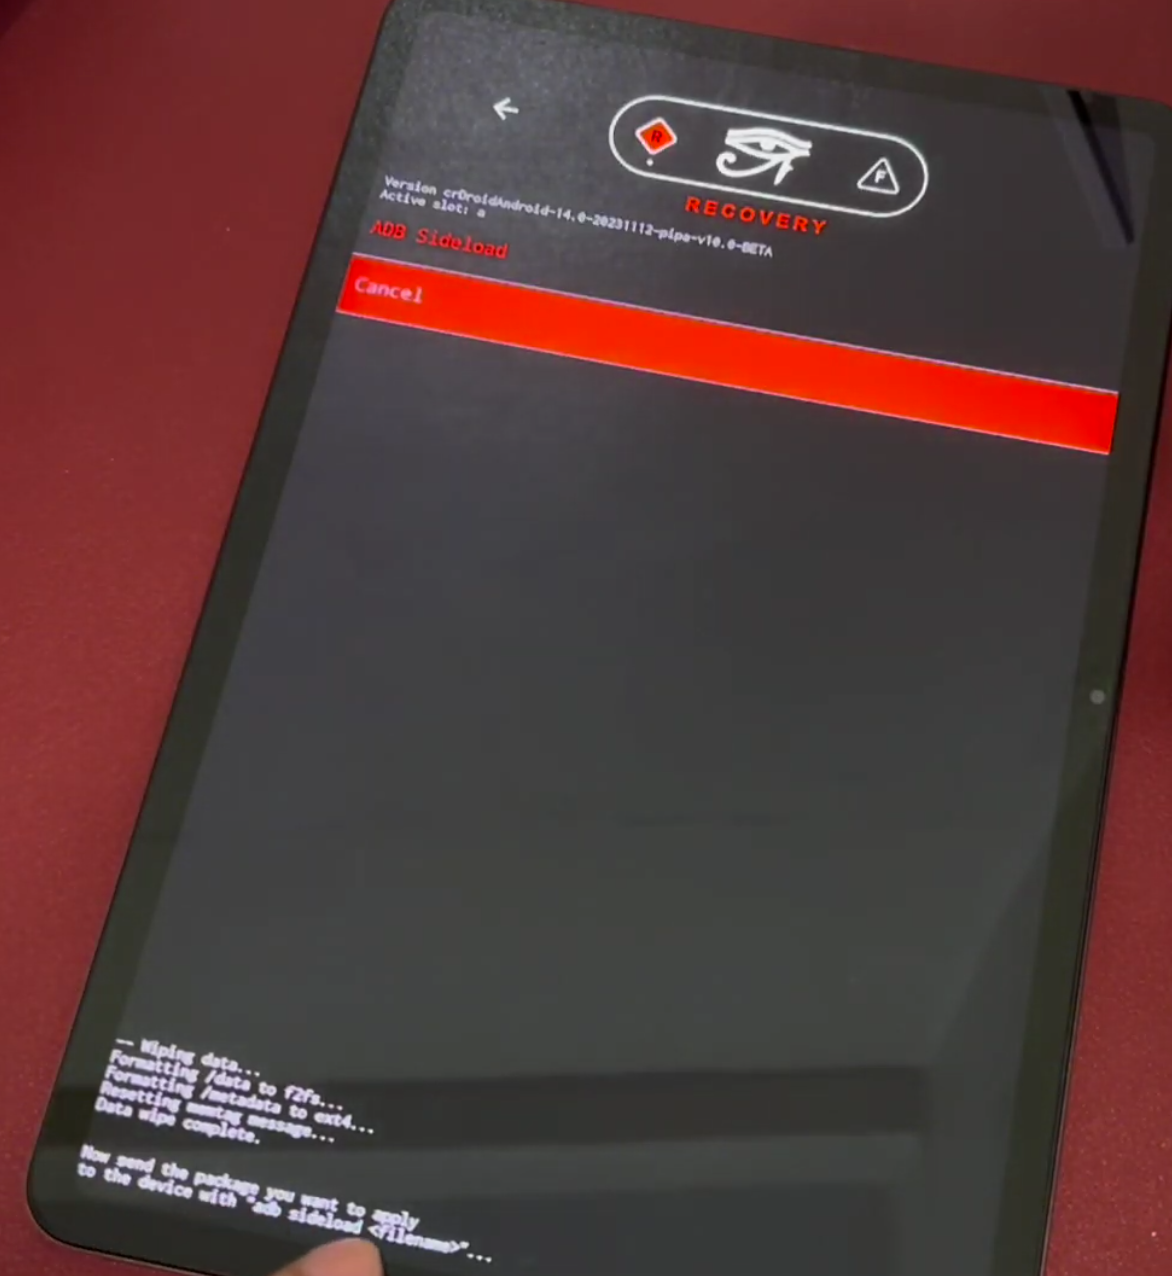 R
F
RECOVERY
Version crDroidAndroid-14.0-20231112-pipa-v10.0-BETA
Active slot: a
ADB Sideload
Cancel
-- Wiping data...
Formatting /data to f2fs...
Formatting /metadata to ext4...
Resetting memtag message...
Data wipe complete.
Now send the package you want to apply
to the device with "adb sideload <filename>"...